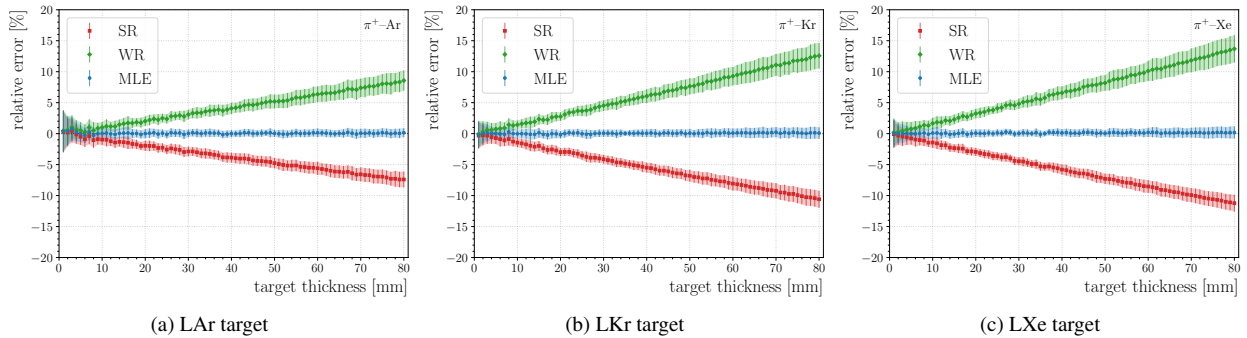 relative error [%]
20
15
10
5
0
−5
−10
−15
−20
SR
WR
MLE
π⁺–Ar
0 10 20 30 40 50 60 70 80
target thickness [mm]
(a) LAr target
relative error [%]
20
15
10
5
0
−5
−10
−15
−20
SR
WR
MLE
π⁺–Kr
0 10 20 30 40 50 60 70 80
target thickness [mm]
(b) LKr target
relative error [%]
20
15
10
5
0
−5
−10
−15
−20
SR
WR
MLE
π⁺–Xe
0 10 20 30 40 50 60 70 80
target thickness [mm]
(c) LXe target